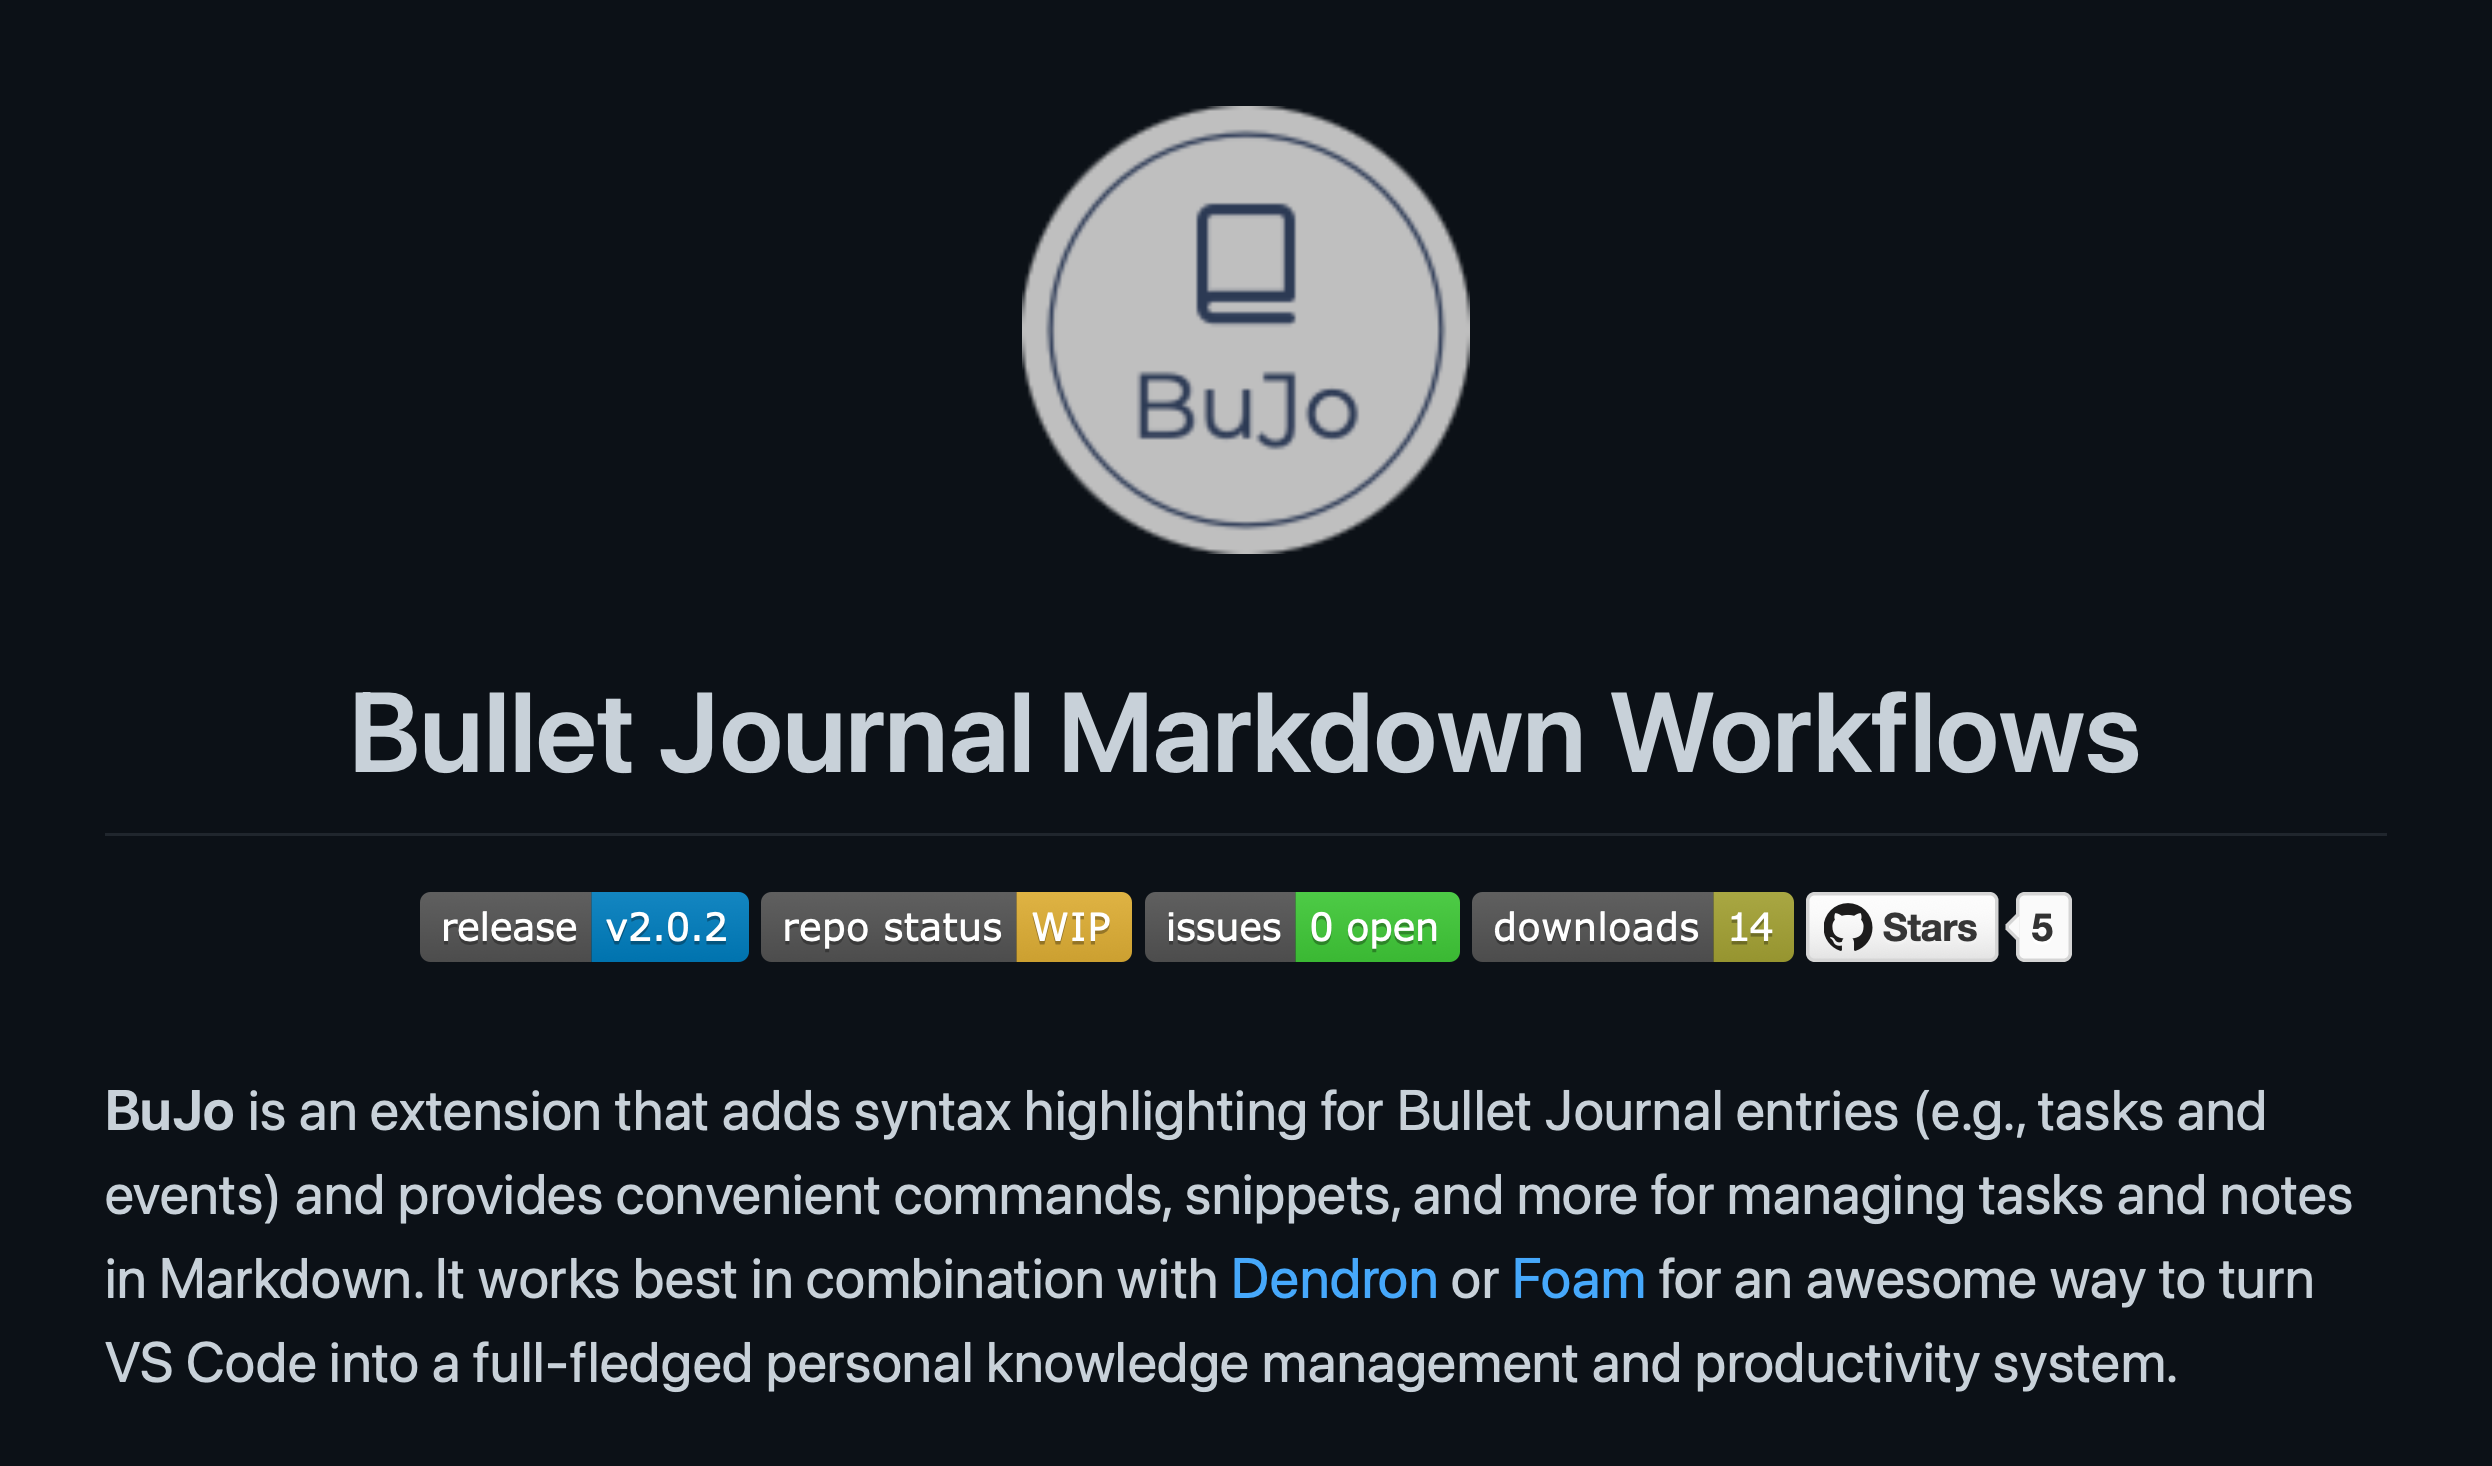 BuJo
Bullet Journal Markdown Workflows
release v2.0.2 repo status WIP issues 0 open downloads 14 Stars 5
BuJo is an extension that adds syntax highlighting for Bullet Journal entries (e.g., tasks and
events) and provides convenient commands, snippets, and more for managing tasks and notes
in Markdown. It works best in combination with Dendron or Foam for an awesome way to turn
VS Code into a full-fledged personal knowledge management and productivity system.